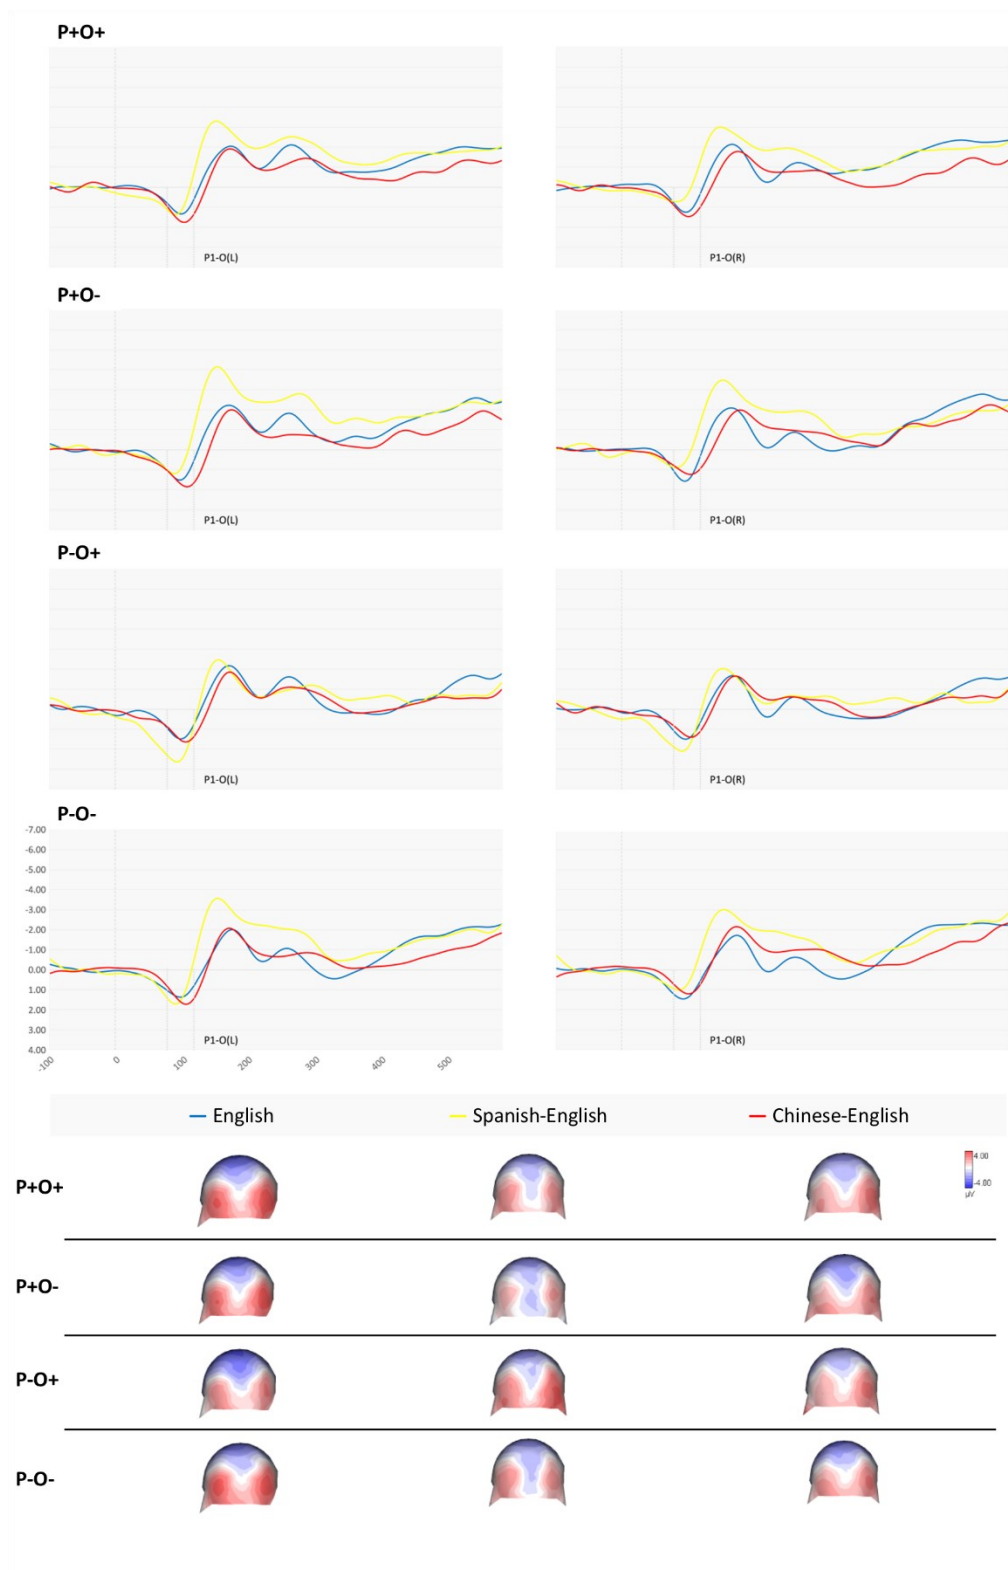 P+O+
P1-O(L)
P1-O(R)
P+O-
P1-O(L)
P1-O(R)
P-O+
P1-O(L)
P1-O(R)
P-O-
-7.00
-6.00
-5.00
-4.00
-3.00
-2.00
-1.00
0.00
1.00
2.00
3.00
4.00
P1-O(L)
P1-O(R)
-100 0 100 200 300 400 500
English Spanish-English Chinese-English
P+O+
4.00
-4.00
µV
P+O-
P-O+
P-O-